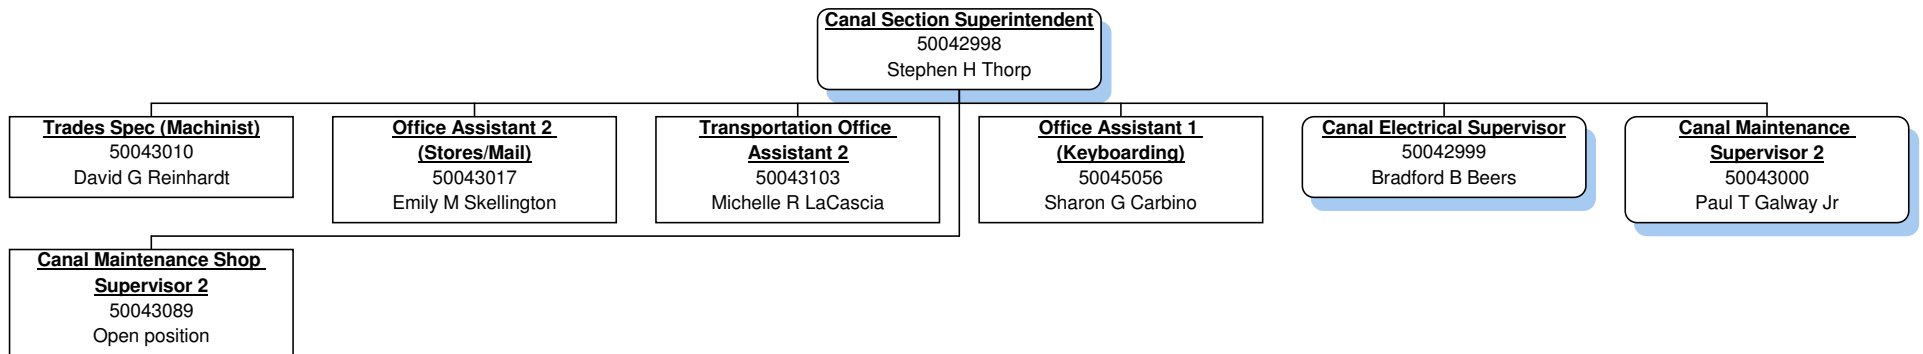 Canal Section Superintendent
50042998
Stephen H Thorp
Trades Spec (Machinist)
50043010
David G Reinhardt
Office Assistant 2
(Stores/Mail)
50043017
Emily M Skellington
Transportation Office
Assistant 2
50043103
Michelle R LaCascia
Office Assistant 1
(Keyboarding)
50045056
Sharon G Carbino
Canal Electrical Supervisor
50042999
Bradford B Beers
Canal Maintenance
Supervisor 2
50043000
Paul T Galway Jr
Canal Maintenance Shop
Supervisor 2
50043089
Open position